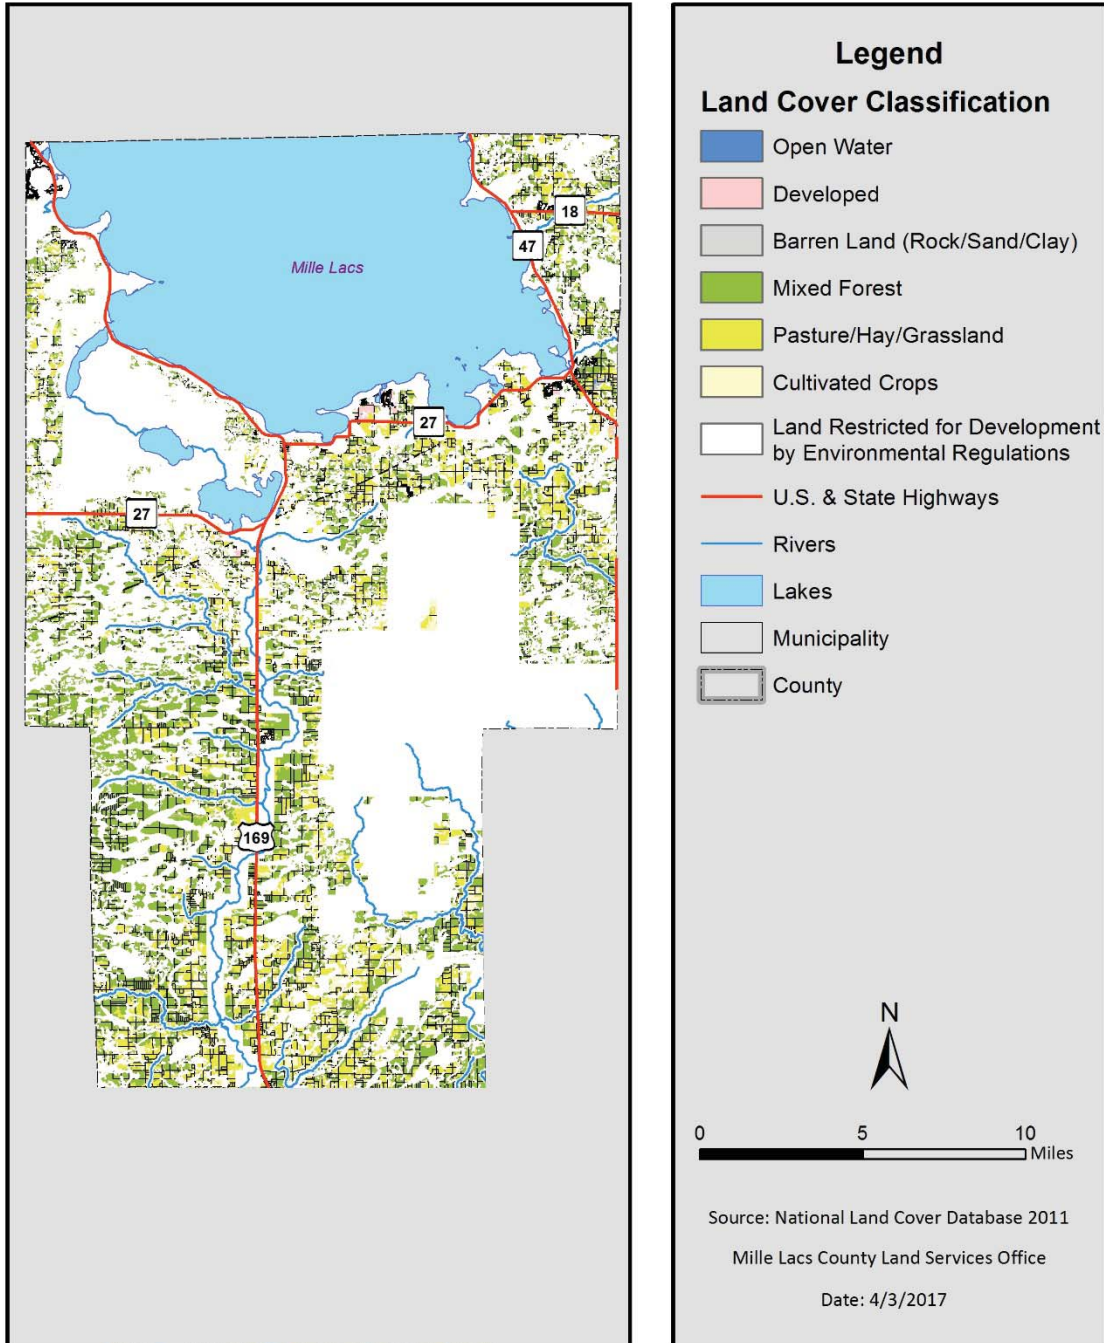 18
47
Mille Lacs
27
27
169
Legend
Land Cover Classification
Open Water
Developed
Barren Land (Rock/Sand/Clay)
Mixed Forest
Pasture/Hay/Grassland
Cultivated Crops
Land Restricted for Development
by Environmental Regulations
U.S. & State Highways
Rivers
Lakes
Municipality
County
N
0 5 10
Miles
Source: National Land Cover Database 2011
Mille Lacs County Land Services Office
Date: 4/3/2017